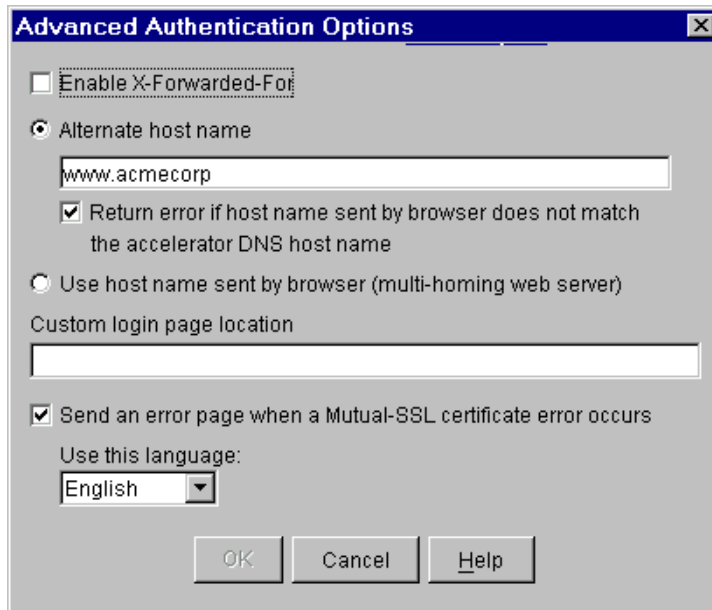 Advanced Authentication Options
Enable X-Forwarded-For
Alternate host name
www.acmecorp
Return error if host name sent by browser does not match
the accelerator DNS host name
Use host name sent by browser (multi-homing web server)
Custom login page location
Send an error page when a Mutual-SSL certificate error occurs
Use this language:
English
OK Cancel Help